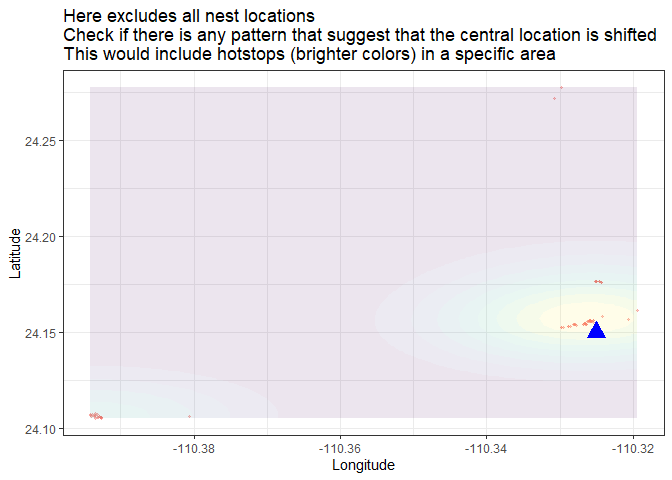 Here excludes all nest locations
Check if there is any pattern that suggest that the central location is shifted
This would include hotstops (brighter colors) in a specific area
24.25
24.20
24.15
24.10
Latitude
-110.38
-110.36
-110.34
-110.32
Longitude